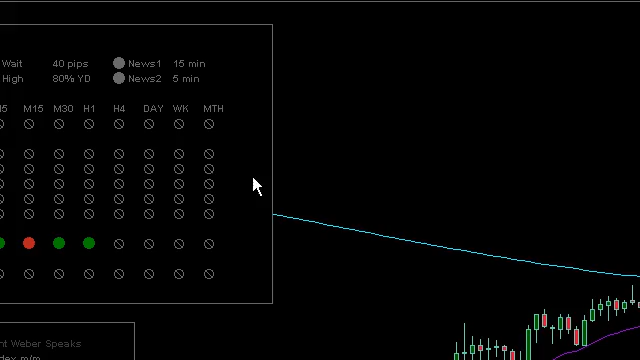 Wait 40 pips News1 15 min
High 80% YD News2 5 min
M15 M30 H1 H4 DAY WK MTH
Weber Speaks
m/m